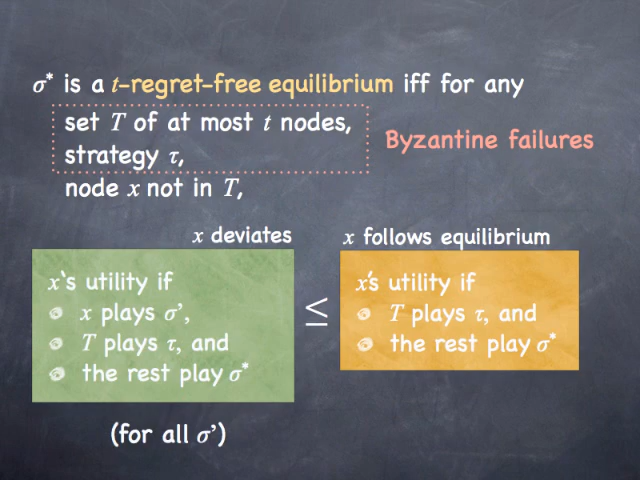 σ* is a t-regret-free equilibrium iff for any
set T of at most t nodes,
strategy τ,
Byzantine failures
node x not in T,
x deviates
x follows equilibrium
x's utility if
x plays σ',
T plays τ, and
the rest play σ*
≤
x's utility if
T plays τ, and
the rest play σ*
(for all σ')